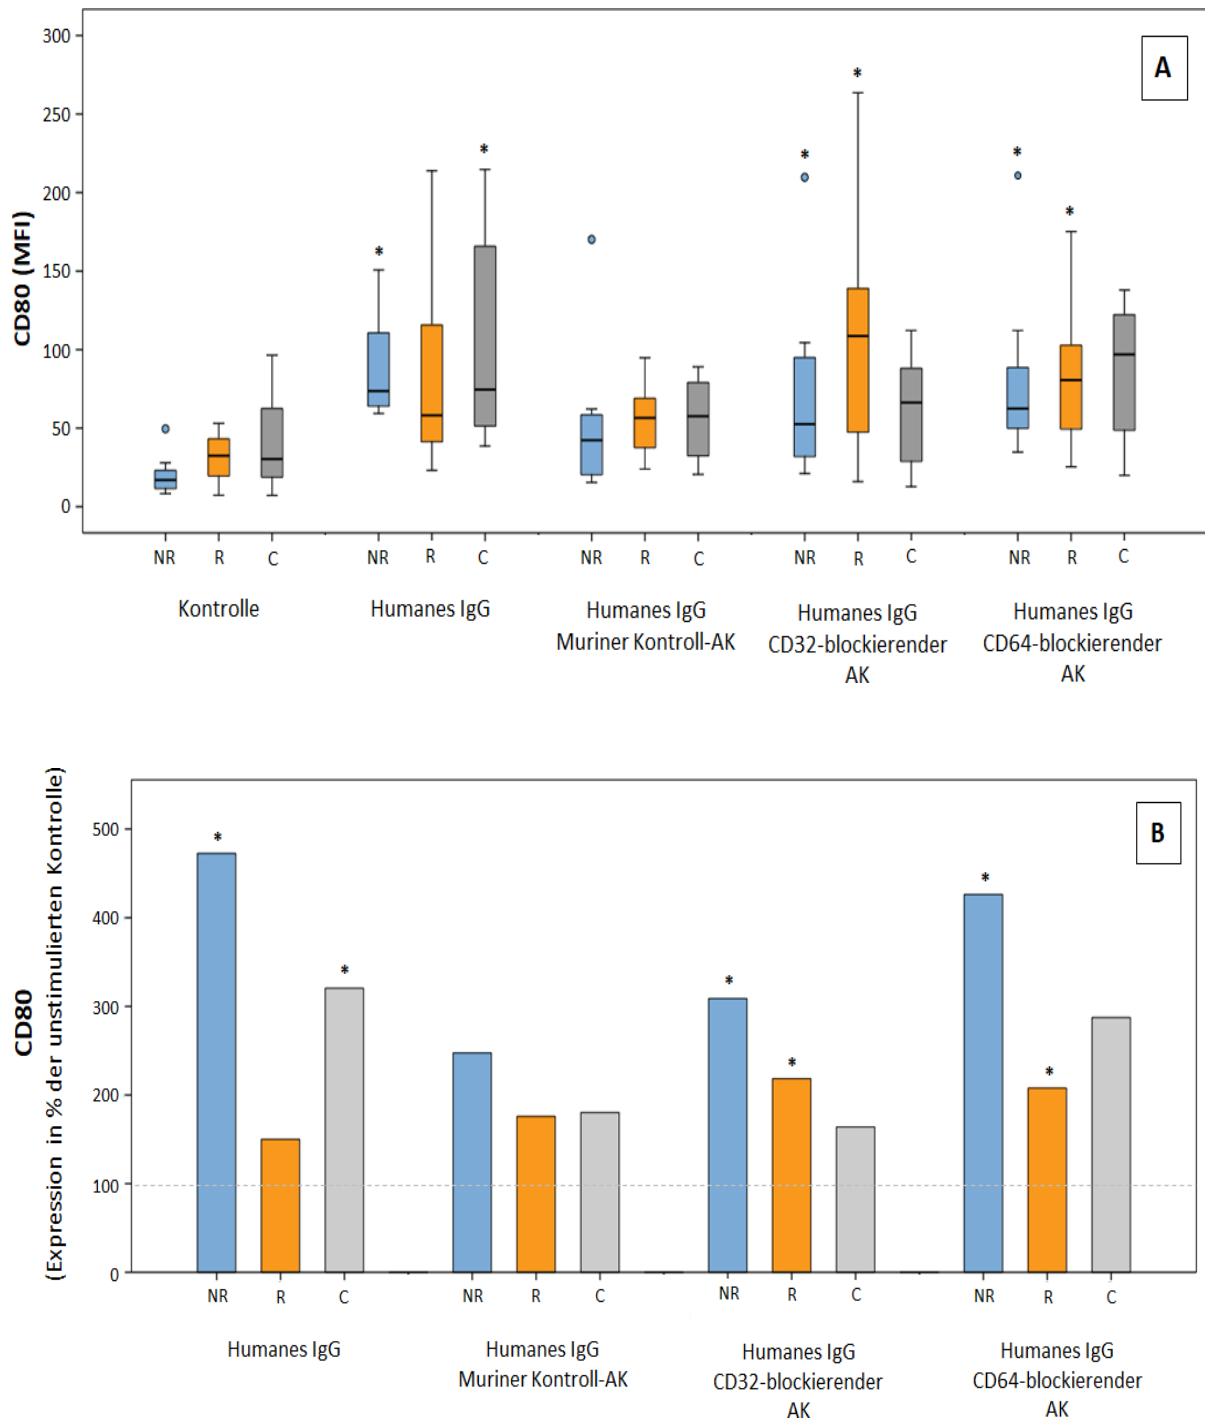 A
CD80 (MFI)
300
250
200
150
100
50
0
* * * * * *
NR R C NR R C NR R C NR R C NR R C
Kontrolle
Humanes IgG
Humanes IgG
Muriner Kontroll-AK
Humanes IgG
CD32-blockierender
AK
Humanes IgG
CD64-blockierender
AK
B
CD80
(Expression in % der unstimulierten Kontrolle)
500
400
300
200
100
0
* * * * * *
NR R C NR R C NR R C NR R C
Humanes IgG
Humanes IgG
Muriner Kontroll-AK
Humanes IgG
CD32-blockierender
AK
Humanes IgG
CD64-blockierender
AK